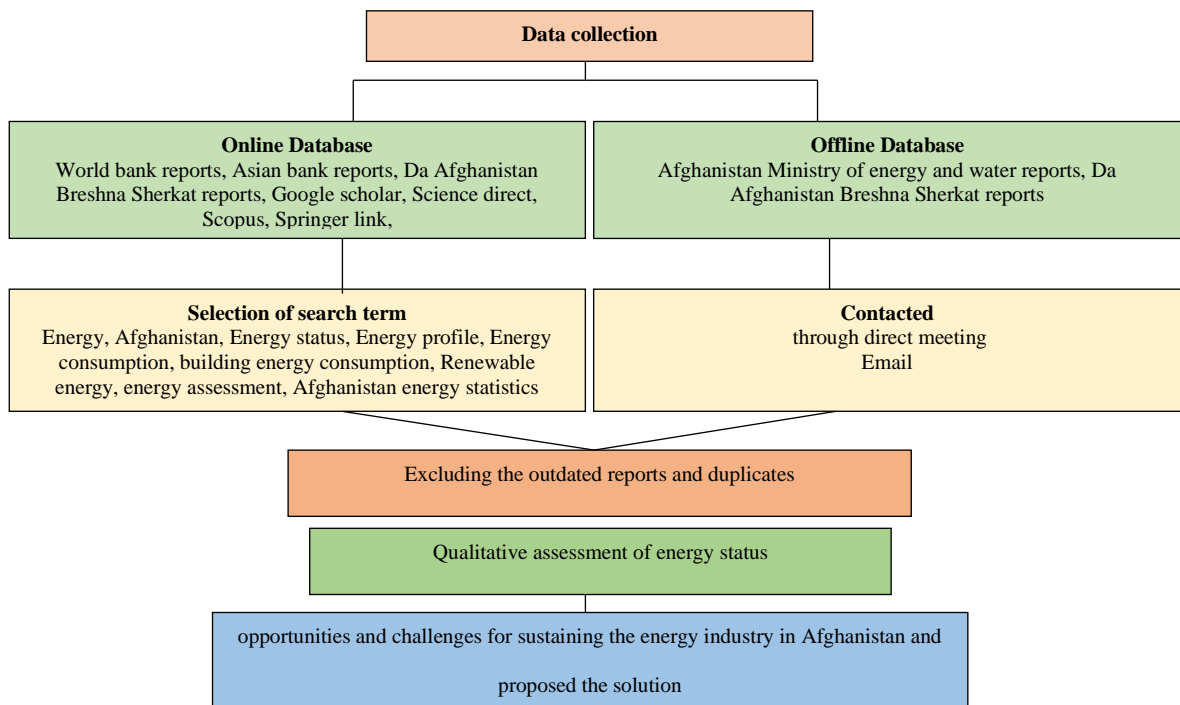 Data collection
Online Database
World bank reports, Asian bank reports, Da Afghanistan
Breshna Sherkat reports, Google scholar, Science direct,
Scopus, Springer link,
Offline Database
Afghanistan Ministry of energy and water reports, Da
Afghanistan Breshna Sherkat reports
Selection of search term
Energy, Afghanistan, Energy status, Energy profile, Energy
consumption, building energy consumption, Renewable
energy, energy assessment, Afghanistan energy statistics
Contacted
through direct meeting
Email
Excluding the outdated reports and duplicates
Qualitative assessment of energy status
opportunities and challenges for sustaining the energy industry in Afghanistan and
proposed the solution